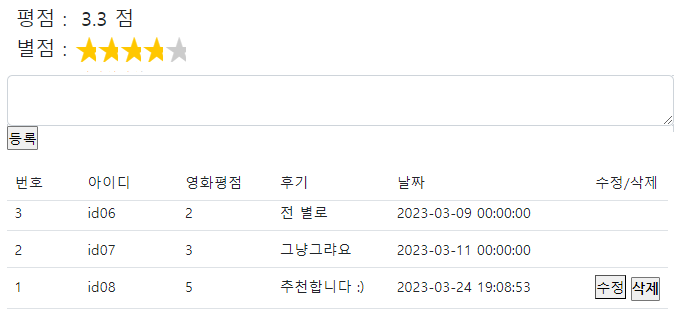 평점 : 3.3 점
별점 :
등록
번호 아이디 영화평점 후기 날짜 수정/삭제
3 id06 2 전 별로 2023-03-09 00:00:00
2 id07 3 그냥그랴요 2023-03-11 00:00:00
1 id08 5 추천합니다 :) 2023-03-24 19:08:53 수정 삭제